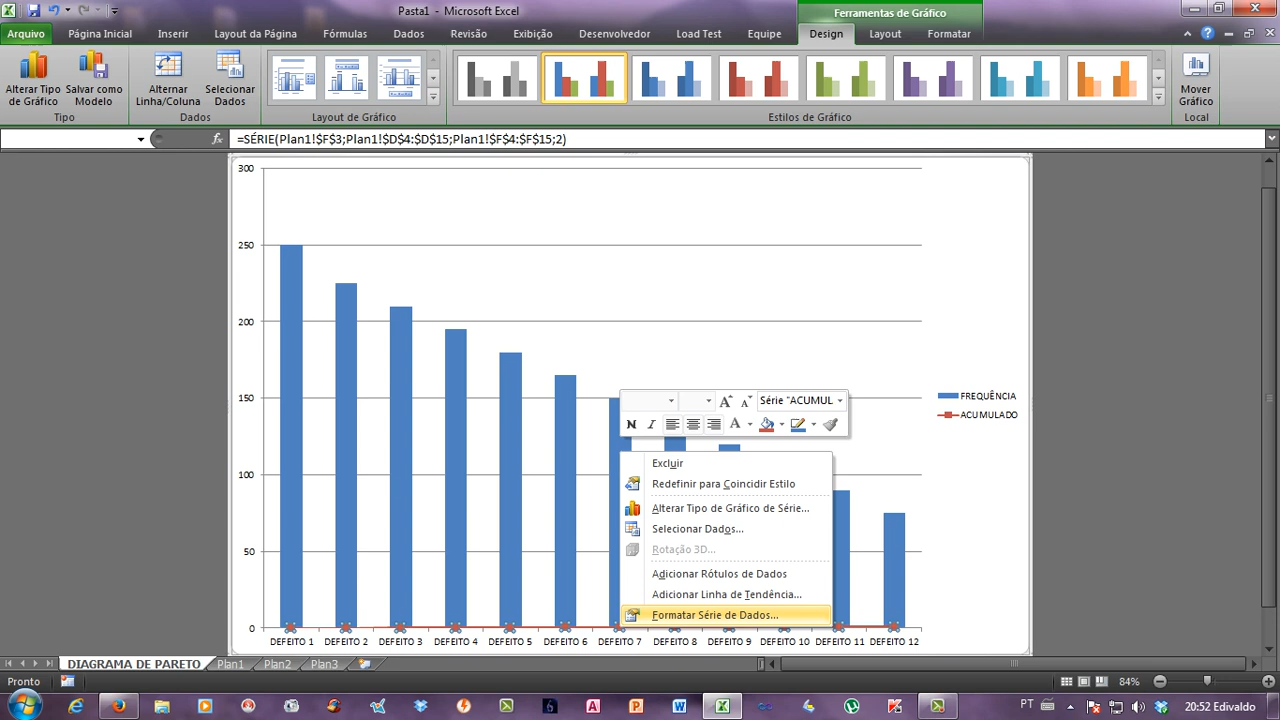 Pasta1 - Microsoft Excel
Ferramentas de Gráfico
Arquivo Página Inicial Inserir Layout da Página Fórmulas Dados Revisão Exibição Desenvolvedor Load Test Equipe Design Layout Formatar
Alterar Tipo de Gráfico
Salvar como Modelo
Alternar Linha/Coluna
Selecionar Dados
Mover Gráfico
Tipo Dados Layout de Gráfico Estilos de Gráfico Local
fx =SÉRIE(Plan1!$F$3;Plan1!$D$4:$D$15;Plan1!$F$4:$F$15;2)
300
250
200
150
100
50
0
DEFEITO 1 DEFEITO 2 DEFEITO 3 DEFEITO 4 DEFEITO 5 DEFEITO 6 DEFEITO 7 DEFEITO 8 DEFEITO 9 DEFEITO 10 DEFEITO 11 DEFEITO 12
FREQUÊNCIA
ACUMULADO
A A Série "ACUMUL
N I A
Excluir
Redefinir para Coincidir Estilo
Alterar Tipo de Gráfico de Série...
Selecionar Dados...
Rotação 3D...
Adicionar Rótulos de Dados
Adicionar Linha de Tendência...
Formatar Série de Dados...
DIAGRAMA DE PARETO Plan1 Plan2 Plan3
Pronto 84%
PT 20:52 Edivaldo